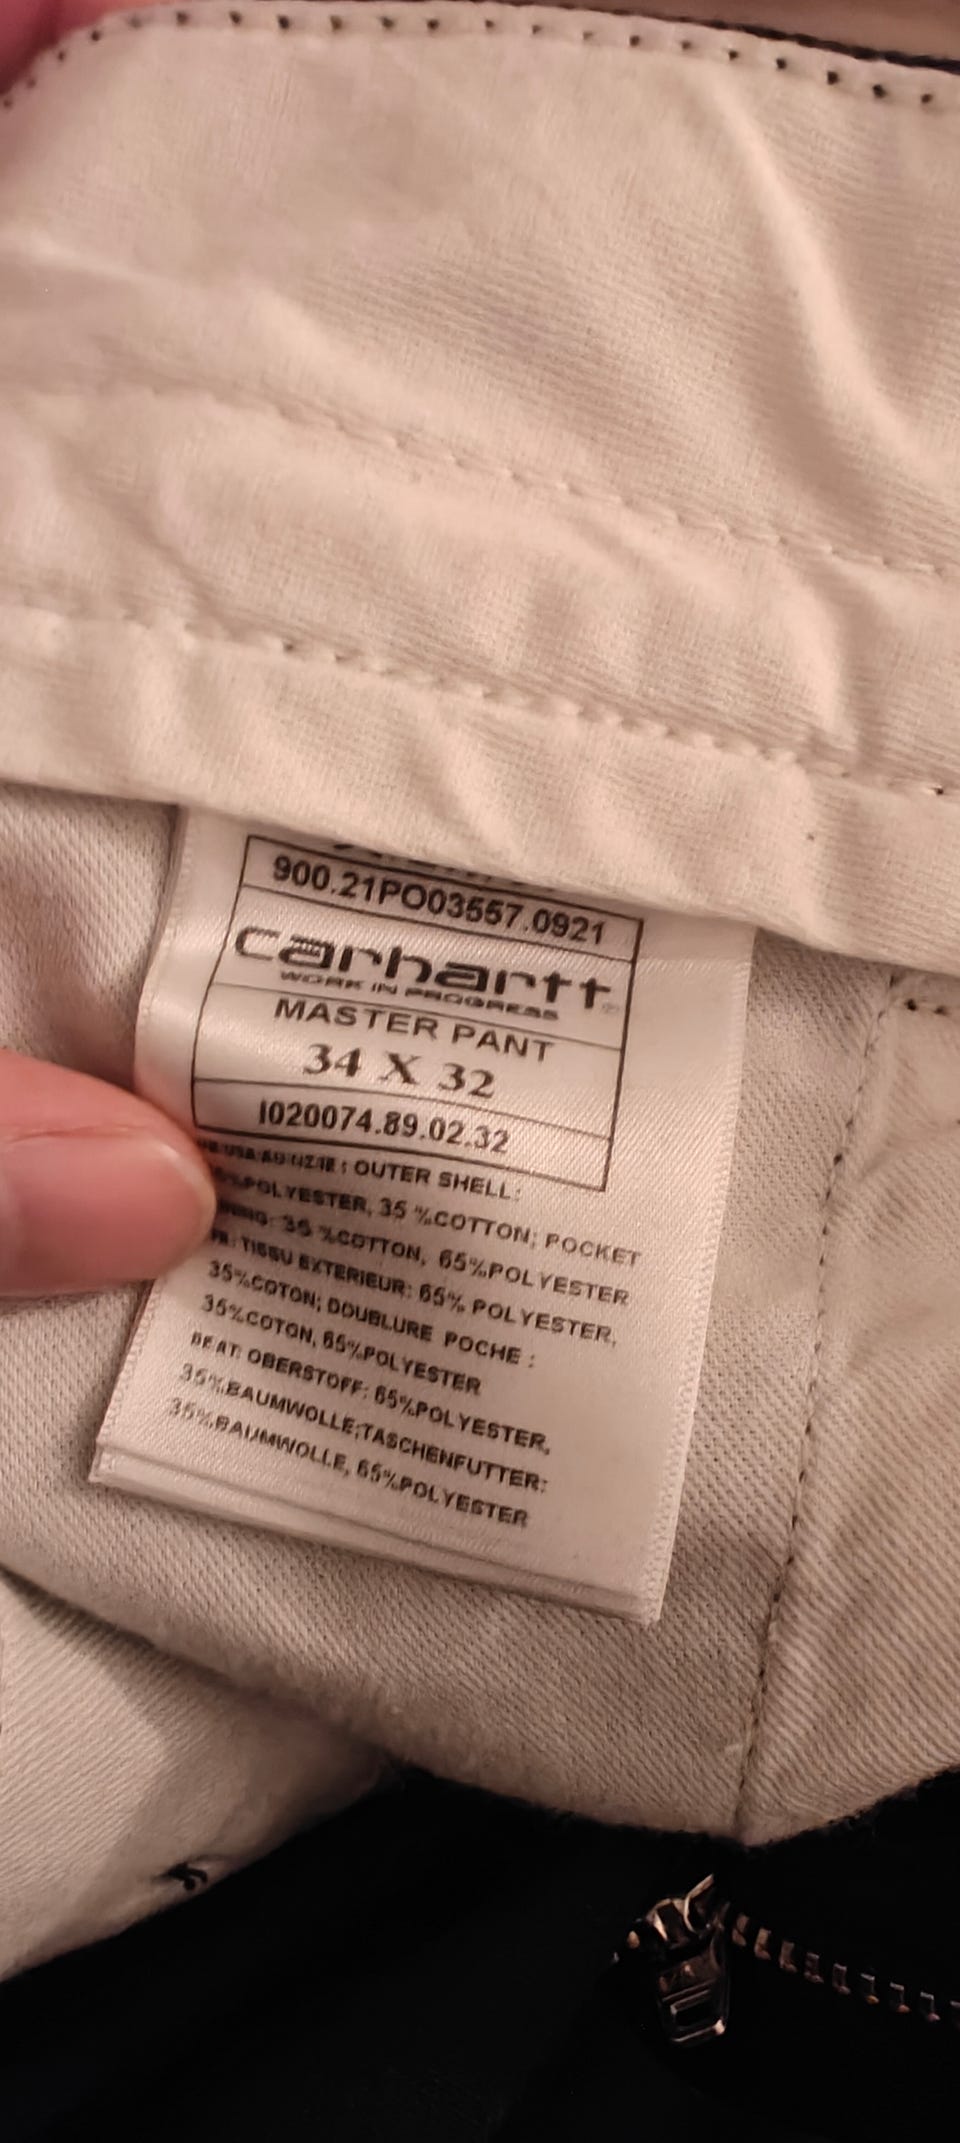 900.21PO03557.0921
carhartt
WORK IN PROGRESS
MASTER PANT
34 X 32
I020074.89.02.32
OUTER SHELL:
POLYESTER, 35 %COTTON; POCKET
35 %COTTON, 65%POLYESTER
TISSU EXTERIEUR: 65% POLYESTER,
35%COTON; DOUBLURE POCHE :
35%COTON, 65%POLYESTER
BE AT: OBERSTOFF: 65%POLYESTER,
35%BAUMWOLLE;TASCHENFUTTER:
35%BAUMWOLLE, 65%POLYESTER